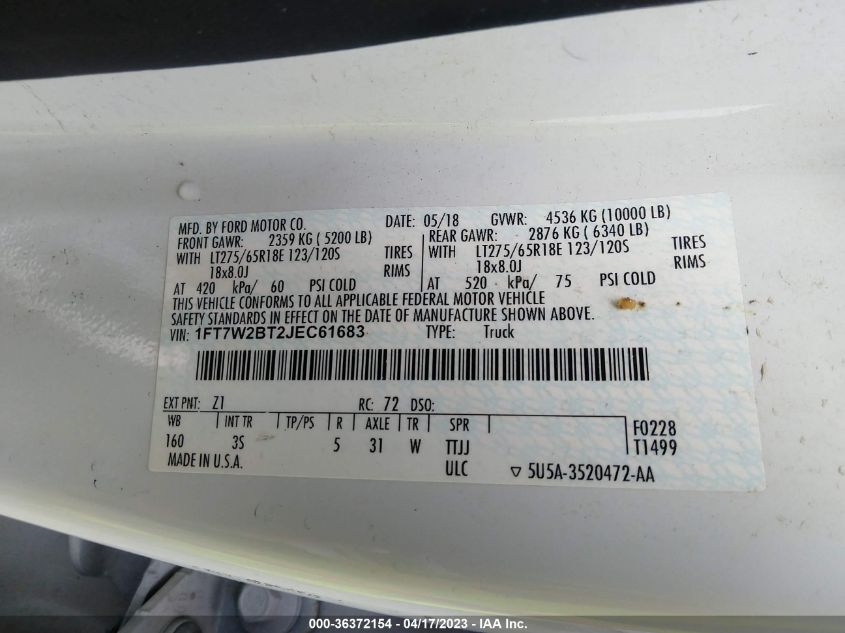 MFD. BY FORD MOTOR CO. DATE: 05/18 GVWR: 4536 KG (10000 LB)
FRONT GAWR: 2359 KG ( 5200 LB) REAR GAWR: 2876 KG ( 6340 LB)
WITH LT275/65R18E 123/120S TIRES WITH LT275/65R18E 123/120S TIRES
18x8.0J RIMS 18x8.0J RIMS
AT 420 kPa/ 60 PSI COLD AT 520 kPa/ 75 PSI COLD
THIS VEHICLE CONFORMS TO ALL APPLICABLE FEDERAL MOTOR VEHICLE
SAFETY STANDARDS IN EFFECT ON THE DATE OF MANUFACTURE SHOWN ABOVE.
VIN: 1FT7W2BT2JEC61683 TYPE: Truck
EXT PNT: Z1 RC: 72 DSO:
WB INT TR TP/PS R AXLE TR SPR F0228
160 3S 5 31 W TTJJ T1499
MADE IN U.S.A. ULC ▽ 5U5A-3520472-AA
000-36372154 - 04/17/2023 - IAA Inc.